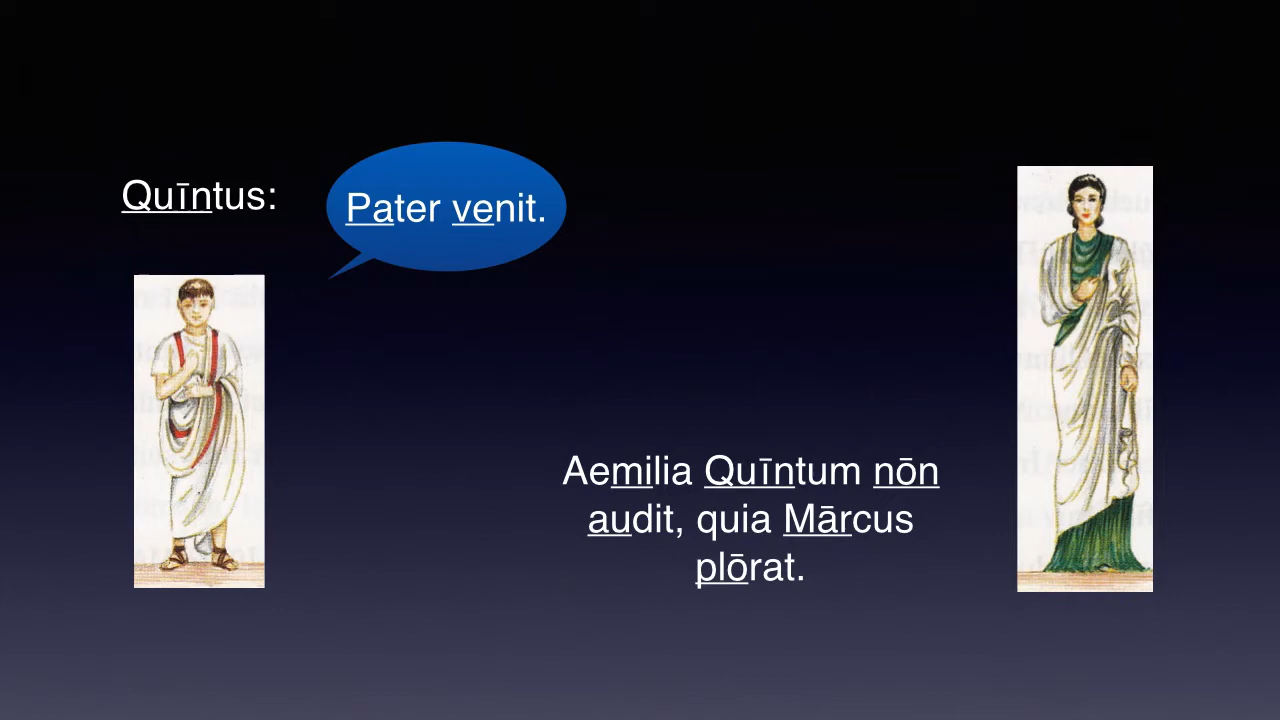 Quīntus:
Pater venit.
Aemilia Quīntum nōn
audit, quia Mārcus
plōrat.